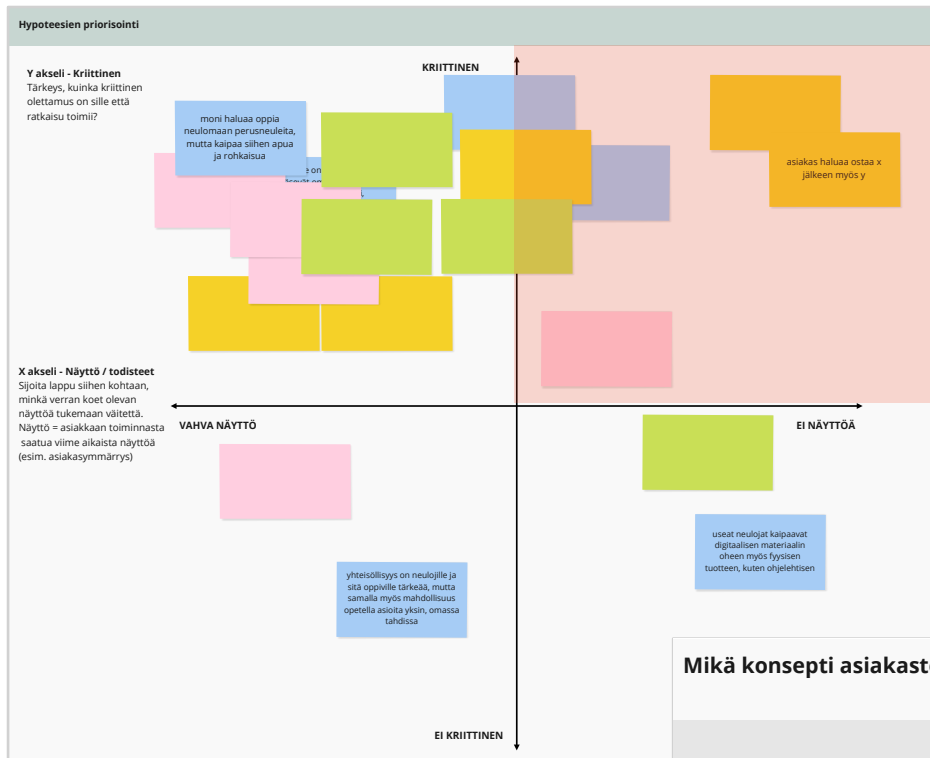 Hypoteesien priorisointi
Y akseli - Kriittinen
Tärkeys, kuinka kriittinen
olettamus on sille että
ratkaisu toimii?
KRIITTINEN
moni haluaa oppia
neulomaan perusneuleita,
mutta kaipaa siihen apua
ja rohkaisua
on
asiakas haluaa ostaa x
jälkeen myös y
X akseli - Näyttö / todisteet
Sijoita lappu siihen kohtaan,
minkä verran koet olevan
näyttöä tukemaan väitettä.
Näyttö = asiakkaan toiminnasta
saatua viime aikaista näyttöä
(esim. asiakasymmärrys)
VAHVA NÄYTTÖ
EI NÄYTTÖÄ
useat neulojat kaipaavat
digitaalisen materiaalin
oheen myös fyysisen
tuotteen, kuten ohjelehtisen
yhteisöllisyys on neulojille ja
sitä oppiville tärkeää, mutta
samalla myös mahdollisuus
opetella asioita yksin, omassa
tahdissa
Mikä konsepti asiakast
EI KRIITTINEN